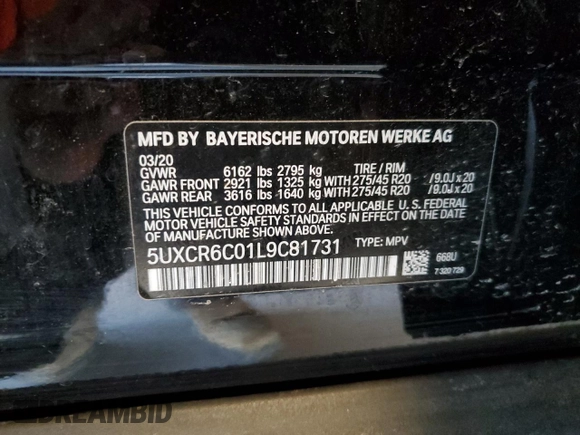 MFD BY BAYERISCHE MOTOREN WERKE AG
03/20
GVWR 6162 lbs 2795 kg TIRE / RIM
GAWR FRONT 2921 lbs 1325 kg WITH 275/45 R20 /9.0J x 20
GAWR REAR 3616 lbs 1640 kg WITH 275/45 R20 /9.0J x 20
THIS VEHICLE CONFORMS TO ALL APPLICABLE U. S. FEDERAL
MOTOR VEHICLE SAFETY STANDARDS IN EFFECT ON THE DATE
OF MANUFACTURE SHOWN ABOVE.
5UXCR6C01L9C81731 TYPE: MPV
668U
7 320 729
DREAMBID